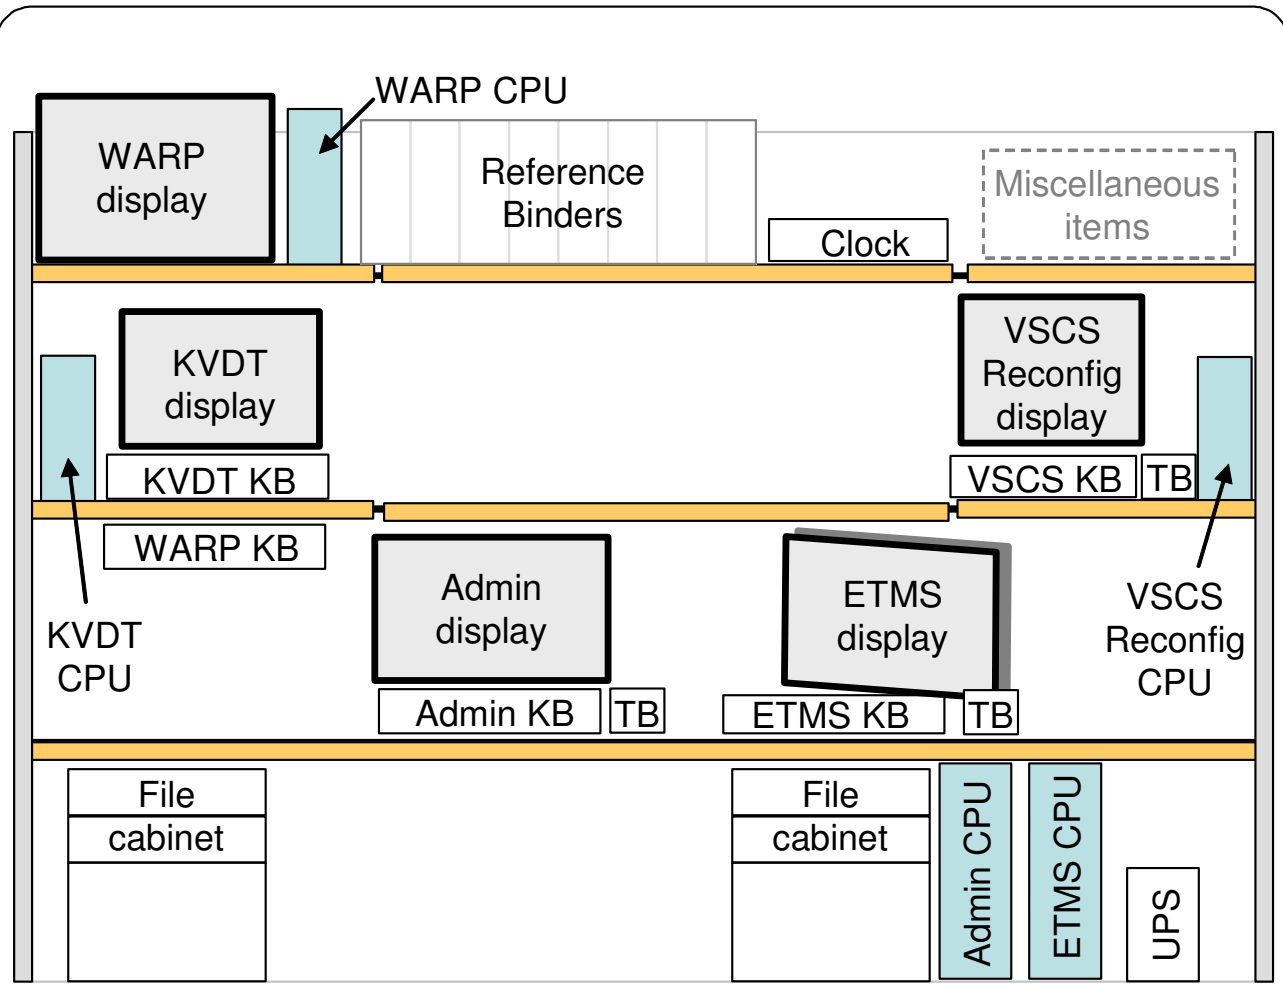 WARP CPU
WARP
display
Reference
Binders
Clock
Miscellaneous
items
KVDT
display
VSCS
Reconfig
display
KVDT KB
VSCS KB
TB
WARP KB
Admin
display
ETMS
display
KVDT
CPU
VSCS
Reconfig
CPU
Admin KB
TB
ETMS KB
TB
File
cabinet
File
cabinet
Admin CPU
ETMS CPU
UPS